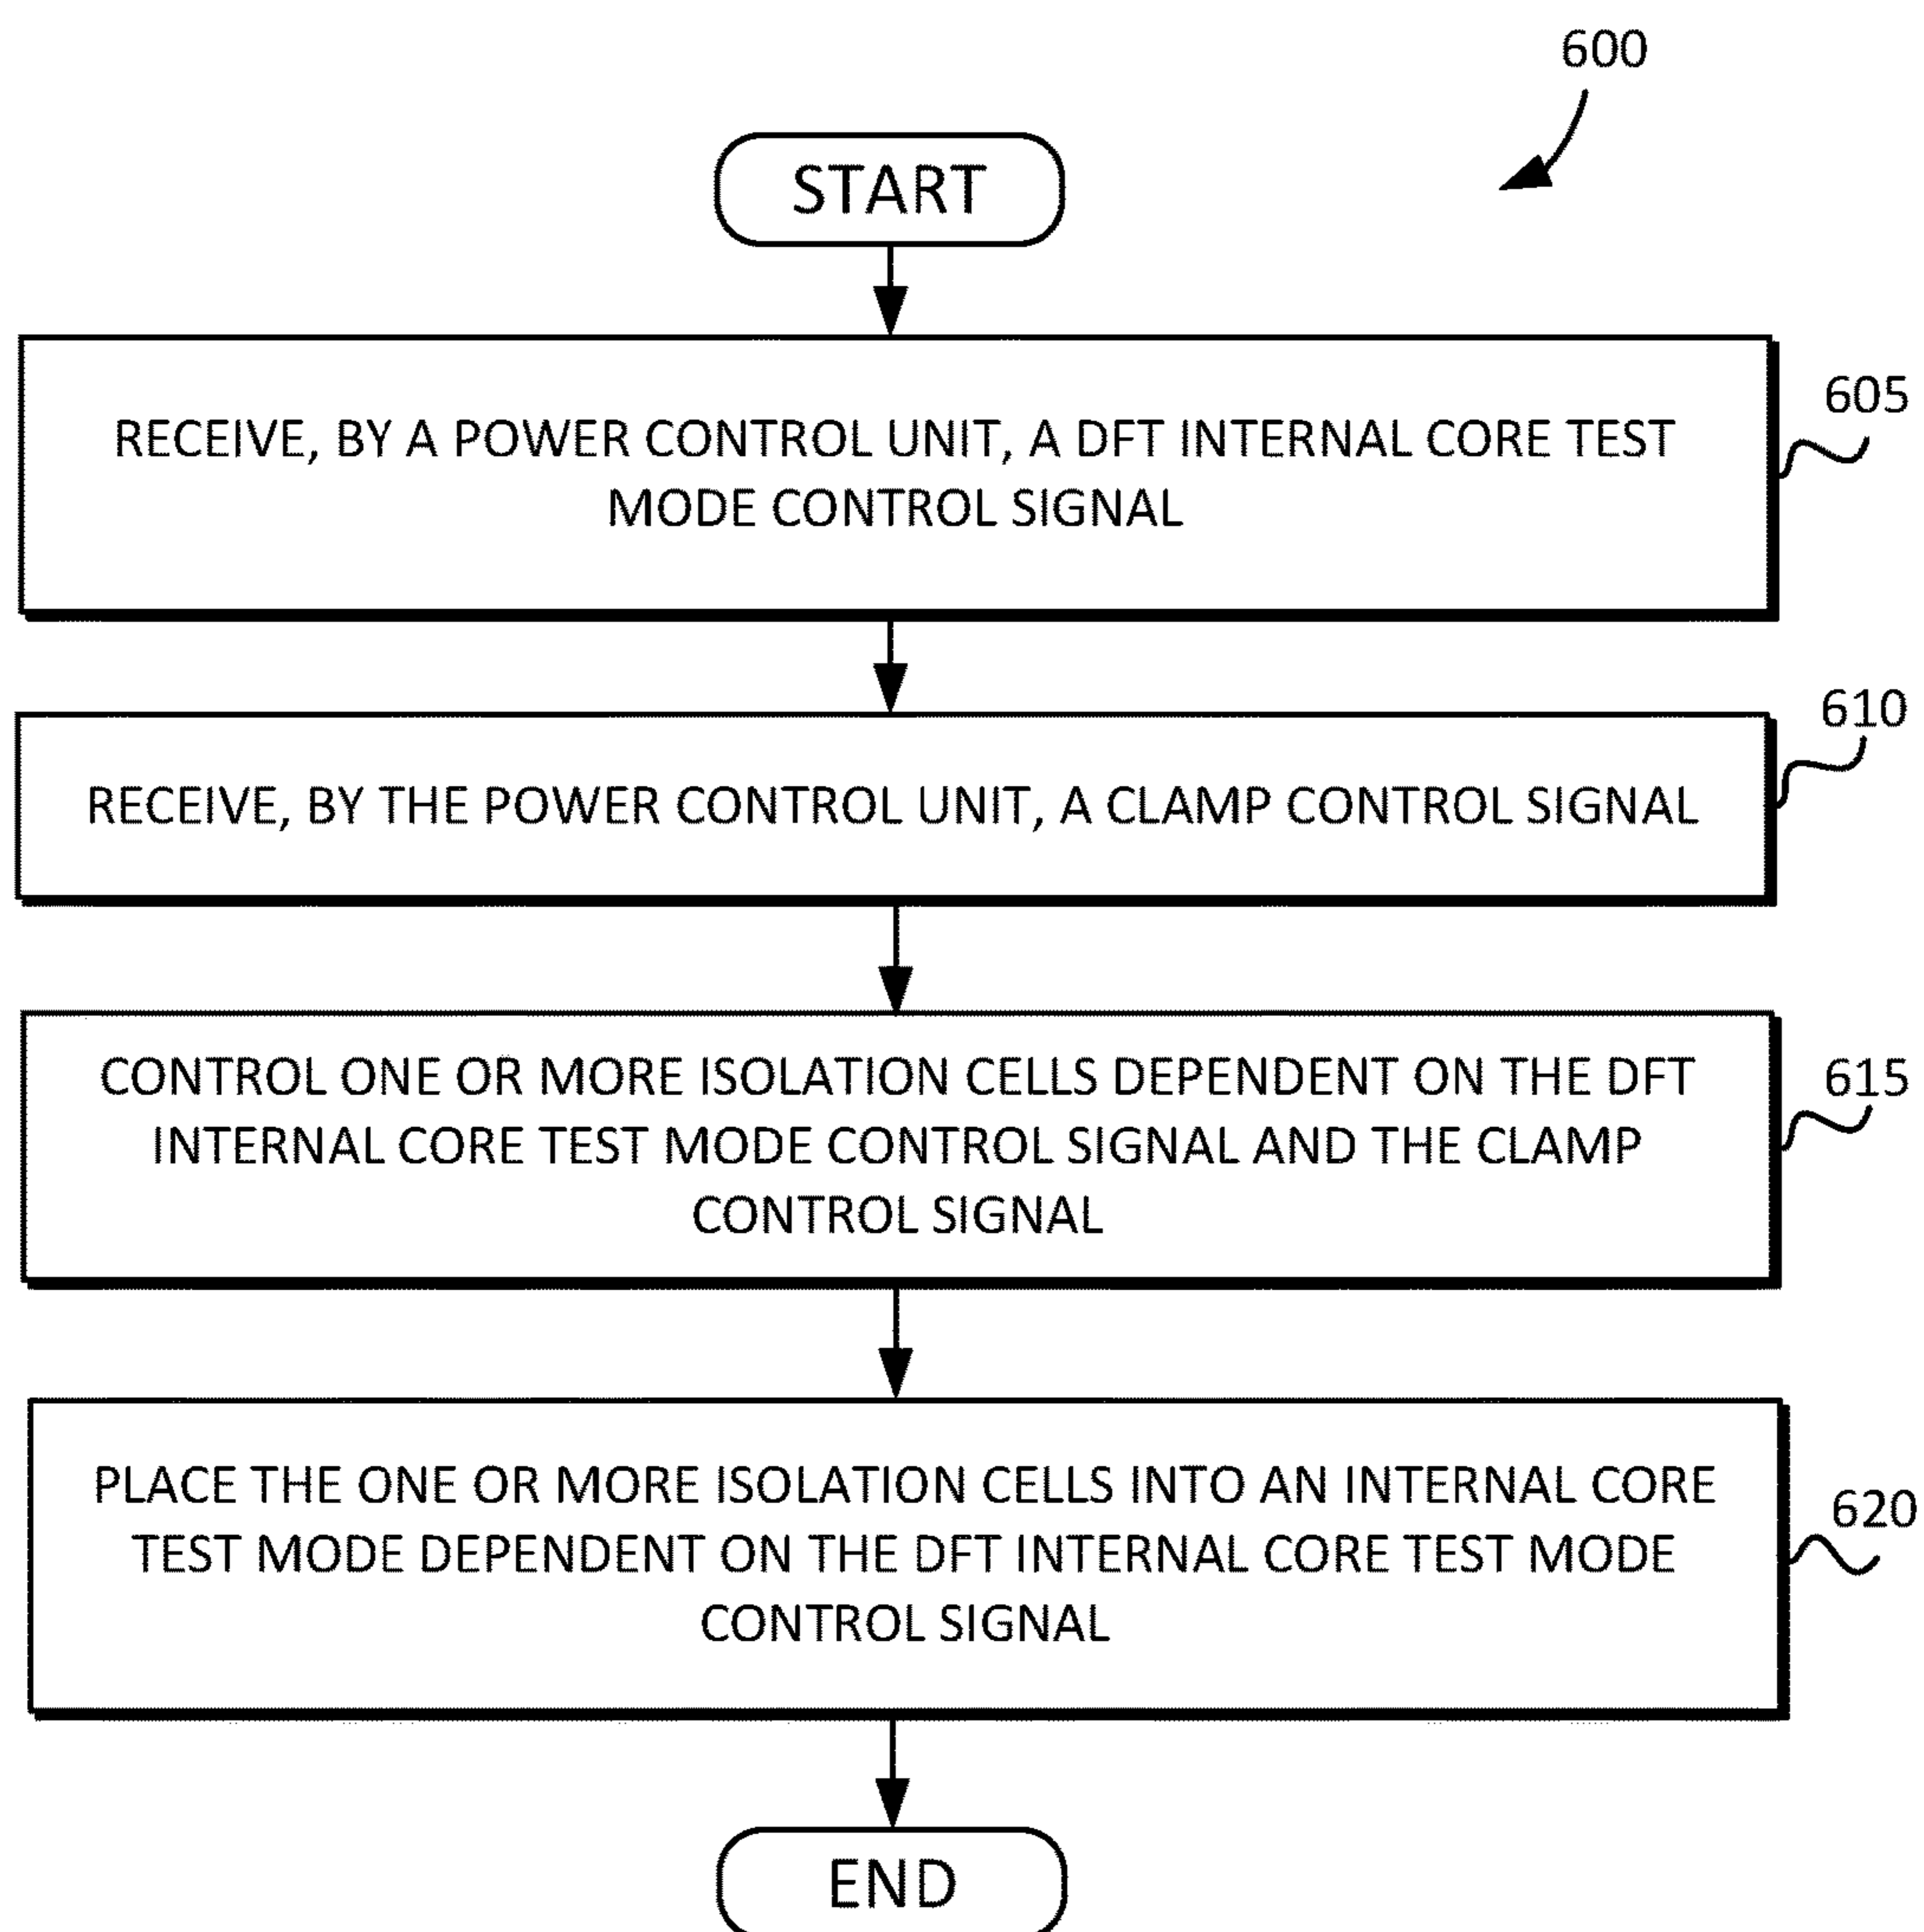 600
START
RECEIVE, BY A POWER CONTROL UNIT, A DFT INTERNAL CORE TEST
MODE CONTROL SIGNAL
605
RECEIVE, BY THE POWER CONTROL UNIT, A CLAMP CONTROL SIGNAL
610
CONTROL ONE OR MORE ISOLATION CELLS DEPENDENT ON THE DFT
INTERNAL CORE TEST MODE CONTROL SIGNAL AND THE CLAMP
CONTROL SIGNAL
615
PLACE THE ONE OR MORE ISOLATION CELLS INTO AN INTERNAL CORE
TEST MODE DEPENDENT ON THE DFT INTERNAL CORE TEST MODE
CONTROL SIGNAL
620
END